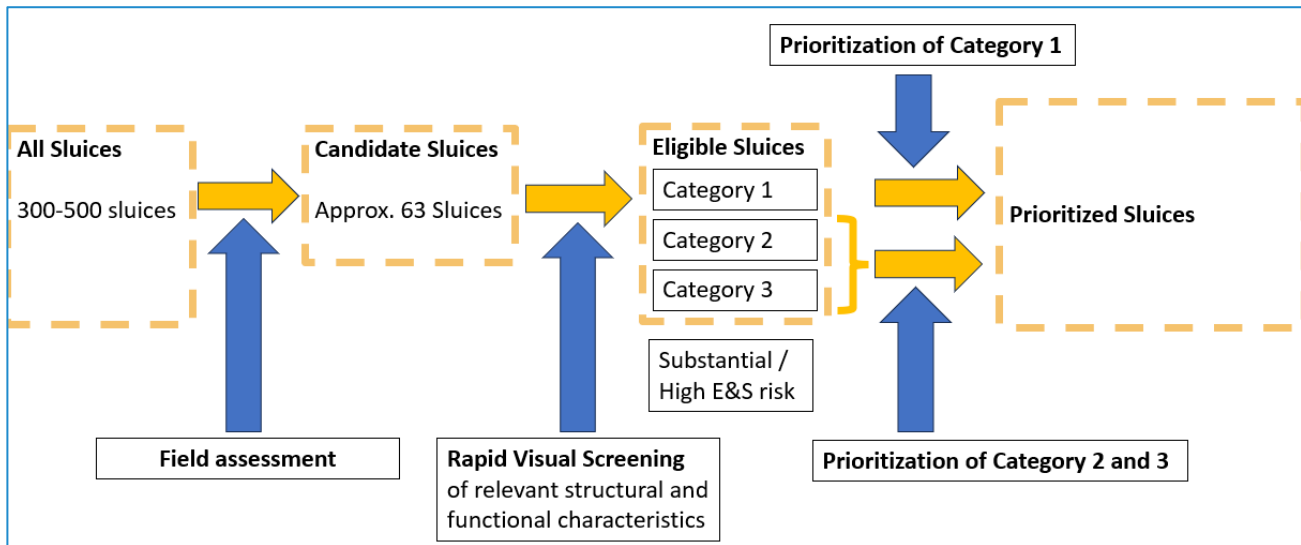 Prioritization of Category 1
All Sluices
300-500 sluices
Candidate Sluices
Approx. 63 Sluices
Eligible Sluices
Category 1
Category 2
Category 3
Substantial /
High E&S risk
Prioritized Sluices
Field assessment
Rapid Visual Screening
of relevant structural and
functional characteristics
Prioritization of Category 2 and 3